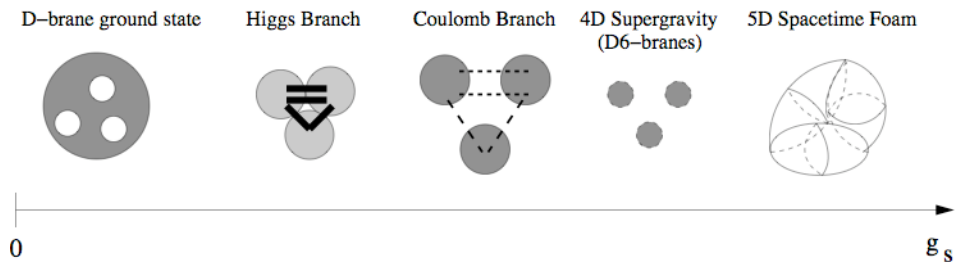 D−brane ground state
Higgs Branch
Coulomb Branch
4D Supergravity
(D6−branes)
5D Spacetime Foam
0
g s